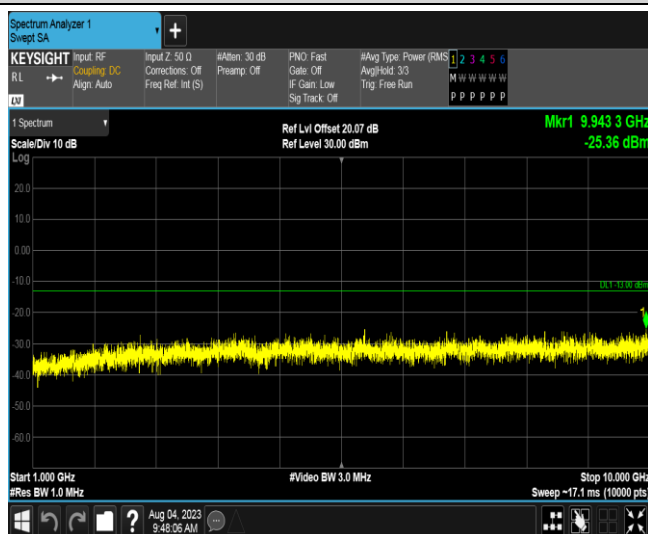 Spectrum Analyzer 1
Swept SA
+
KEYSIGHT
RL
LXI
Input: RF
Coupling: DC
Align: Auto
Input Z: 50 Ω
Corrections: Off
Freq Ref: Int (S)
#Atten: 30 dB
Preamp: Off
PNO: Fast
Gate: Off
IF Gain: Low
Sig Track: Off
#Avg Type: Power (RMS
Avg|Hold: 3/3
Trig: Free Run
1 2 3 4 5 6
M W W W W W
P P P P P P
1 Spectrum
Scale/Div 10 dB
Log
Ref Lvl Offset 20.07 dB
Ref Level 30.00 dBm
Mkr1 9.943 3 GHz
-25.36 dBm
20.0
10.0
0.00
-10.0
DL1 -13.00 dBm
-20.0
1
-30.0
-40.0
-50.0
-60.0
Start 1.000 GHz
#Video BW 3.0 MHz
Stop 10.000 GHz
#Res BW 1.0 MHz
Sweep ~17.1 ms (10000 pts)
?
Aug 04, 2023
9:48:06 AM